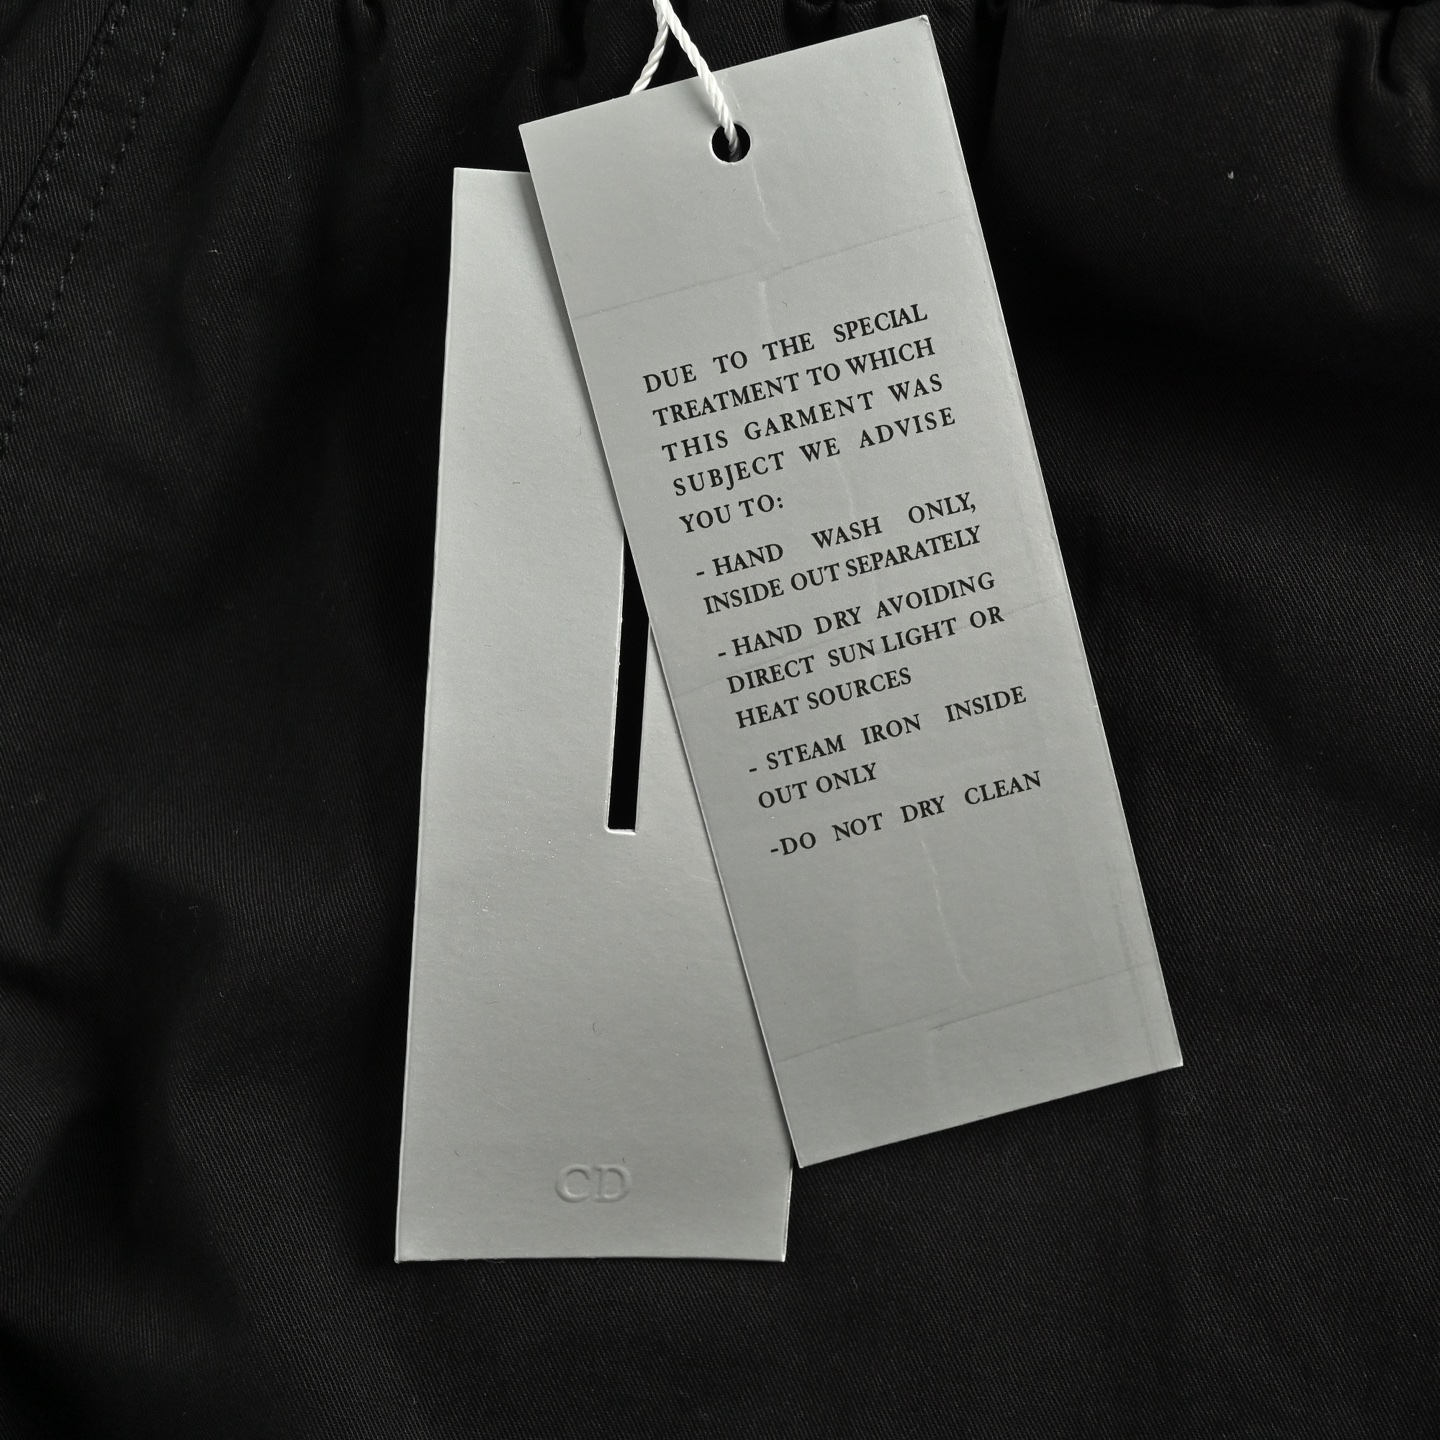 DUE TO THE SPECIAL
TREATMENT TO WHICH
THIS GARMENT WAS
SUBJECT WE ADVISE
YOU TO:
- HAND WASH ONLY,
INSIDE OUT SEPARATELY
- HAND DRY AVOIDING
DIRECT SUN LIGHT OR
HEAT SOURCES
- STEAM IRON INSIDE
OUT ONLY
-DO NOT DRY CLEAN
CD